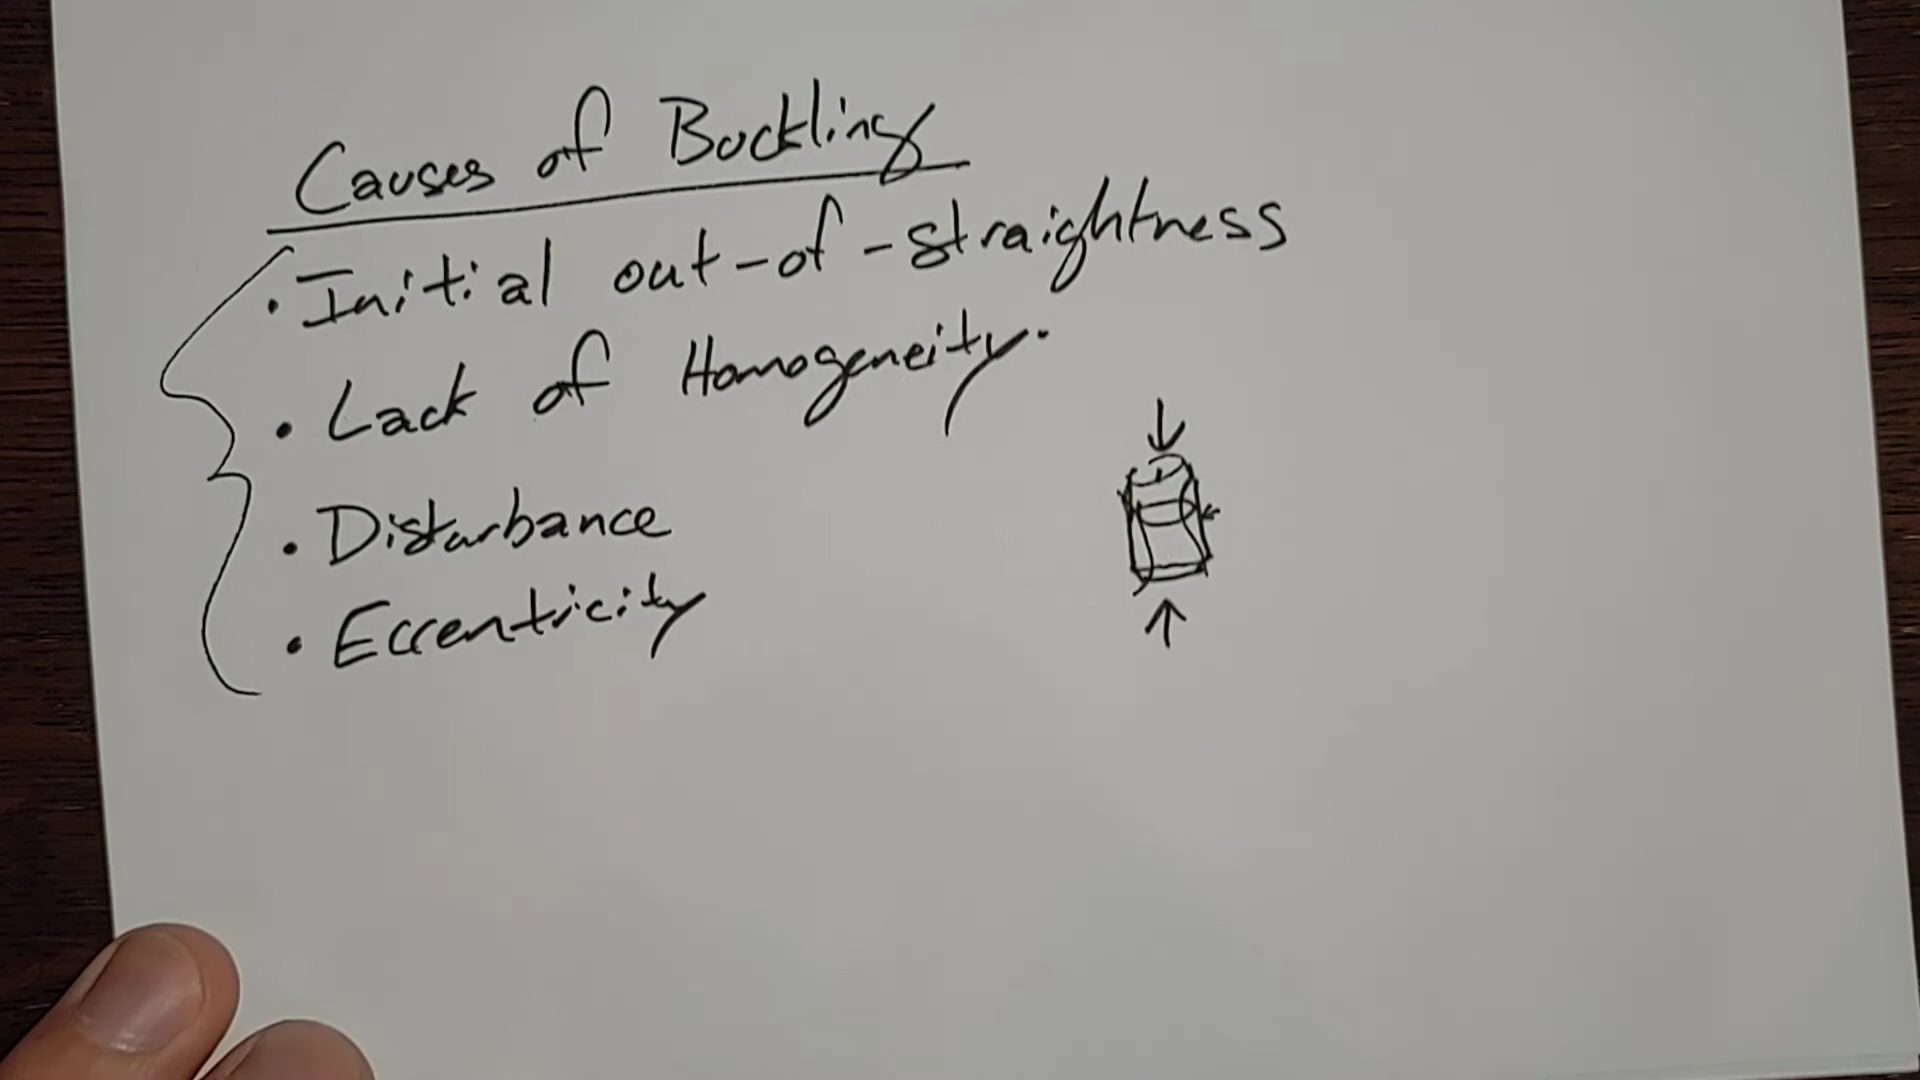 Causes of Buckling
• Initial out-of-straightness
• Lack of Homogeneity.
• Disturbance
• Eccentricity